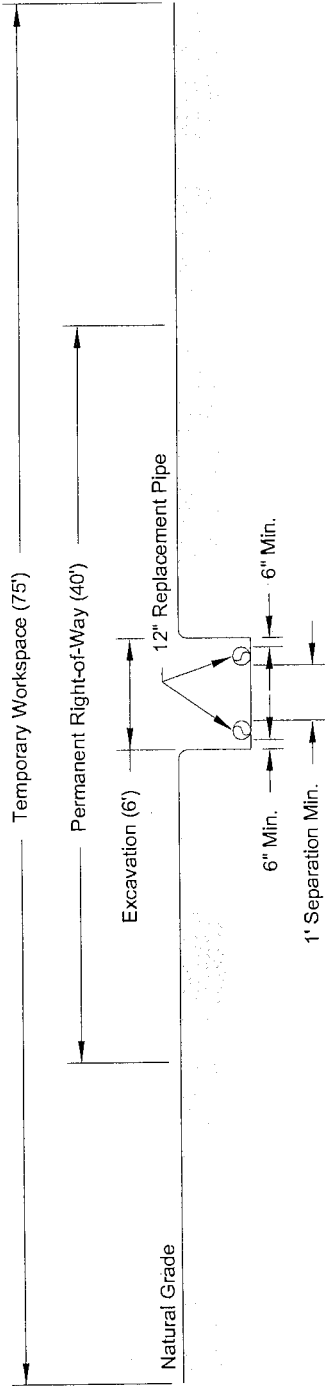 Temporary Workspace (75')
Permanent Right-of-Way (40')
Excavation (6')
12" Replacement Pipe
Natural Grade
6" Min.
6" Min.
1' Separation Min.